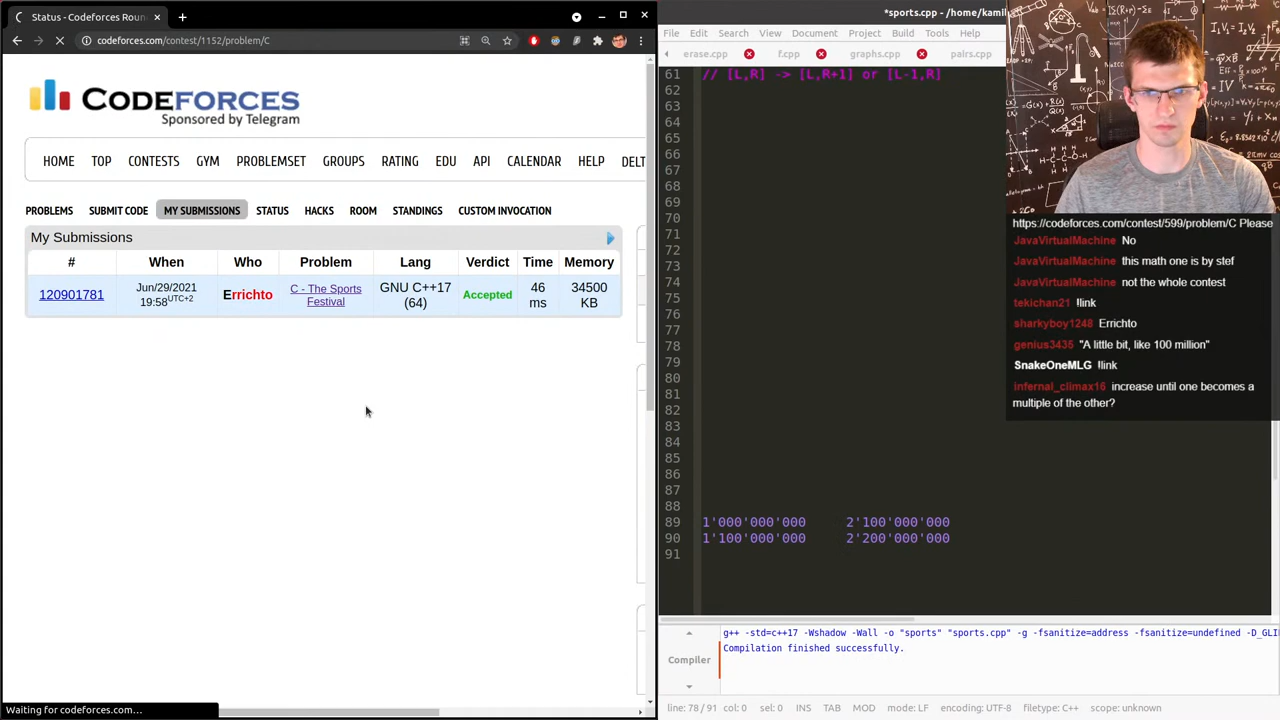 Status - Codeforces Roun
codeforces.com/contest/1152/problem/C
CODEFORCES
Sponsored by Telegram
HOME TOP CONTESTS GYM PROBLEMSET GROUPS RATING EDU API CALENDAR HELP DELT
PROBLEMS SUBMIT CODE MY SUBMISSIONS STATUS HACKS ROOM STANDINGS CUSTOM INVOCATION
My Submissions
# When Who Problem Lang Verdict Time Memory
120901781 Jun/29/2021 19:58 UTC+2 Errichto C - The Sports Festival GNU C++17 (64) Accepted 46 ms 34500 KB
Waiting for codeforces.com...
*sports.cpp - /home/kamil
File Edit Search View Document Project Build Tools Help
erase.cpp f.cpp graphs.cpp pairs.cpp
61 // [L,R] -> [L,R+1] or [L-1,R]
62
63
64
65
66
67
68
69
70
71
72
73
74
75
76
77
78
79
80
81
82
83
84
85
86
87
88
89 1'000'000'000 2'100'000'000
90 1'100'000'000 2'200'000'000
91
Compiler
g++ -std=c++17 -Wshadow -Wall -o "sports" "sports.cpp" -g -fsanitize=address -fsanitize=undefined -D_GLI
Compilation finished successfully.
line: 78 / 91 col: 0 sel: 0 INS TAB MOD mode: LF encoding: UTF-8 filetype: C++ scope: unknown
https://codeforces.com/contest/599/problem/C Please
JavaVirtualMachine No
JavaVirtualMachine this math one is by stef
JavaVirtualMachine not the whole contest
tekichan21 !link
sharkyboy1248 Errichto
genius3435 "A little bit, like 100 million"
SnakeOneMLG !link
infernal_climax16 increase until one becomes a
multiple of the other?